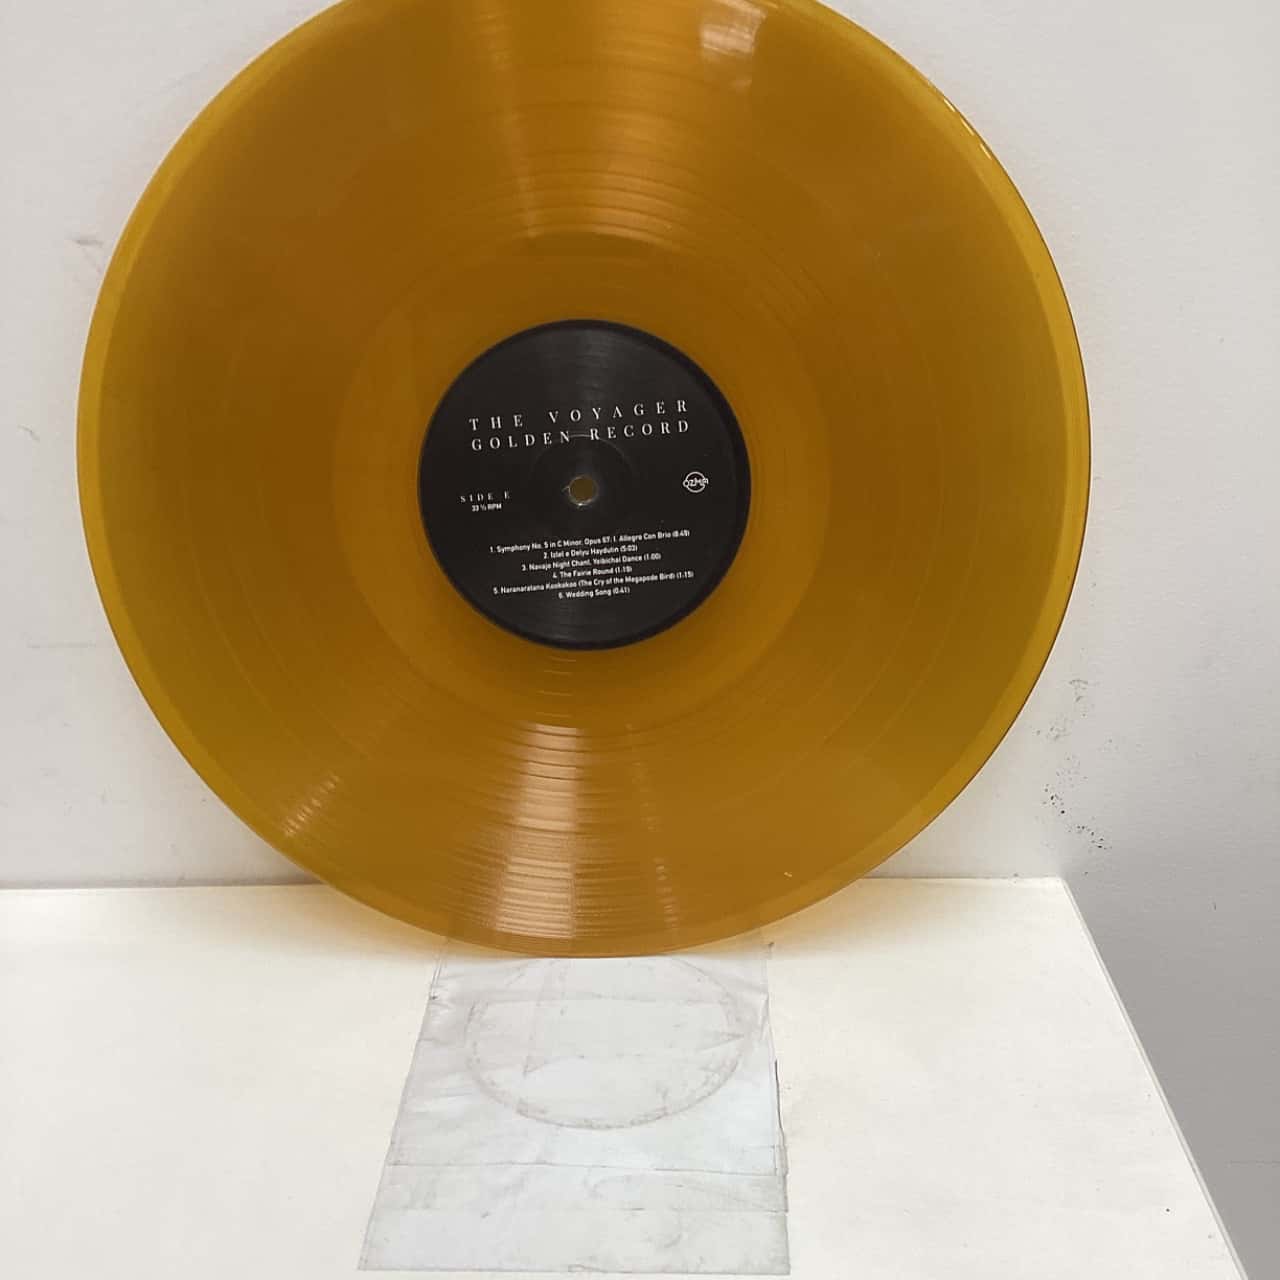 THE VOYAGER
GOLDEN RECORD
SIDE E
33 ⅓ RPM
OZMA
1. Symphony No. 5 in C Minor, Opus 67: I. Allegro Con Brio (8:49)
2. Izlel e Delyu Haydutin (5:03)
3. Navajo Night Chant, Yeibichai Dance (1:00)
4. The Fairie Round (1:19)
5. Naranaratana Kookokoo (The Cry of the Megapode Bird) (1:15)
6. Wedding Song (0:41)